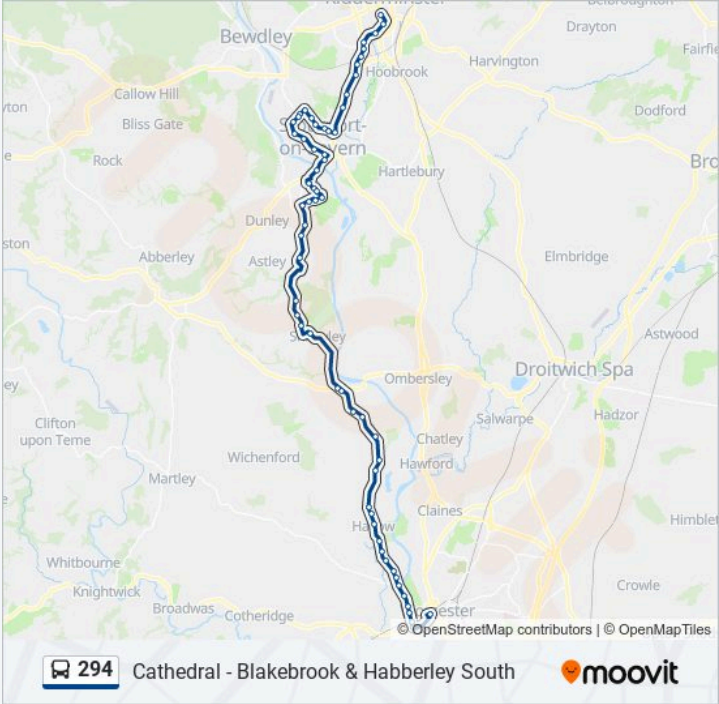 Bewdley
Drayton
Hoobrook
Harvington
Callow Hill
Bliss Gate
Dodford
Rock
Hartlebury
Dunley
Elmbridge
Abberley
Astley
Astwood
Droitwich Spa
Ombersley
Salwarpe
Hadzor
Clifton
upon Teme
Chatley
Wichenford
Hawford
Martley
Claines
Whitbourne
Knightwick
Crowle
Broadwas
Cotheridge
© OpenStreetMap contributors | © OpenMapTiles
294 Cathedral - Blakebrook & Habberley South
moovit